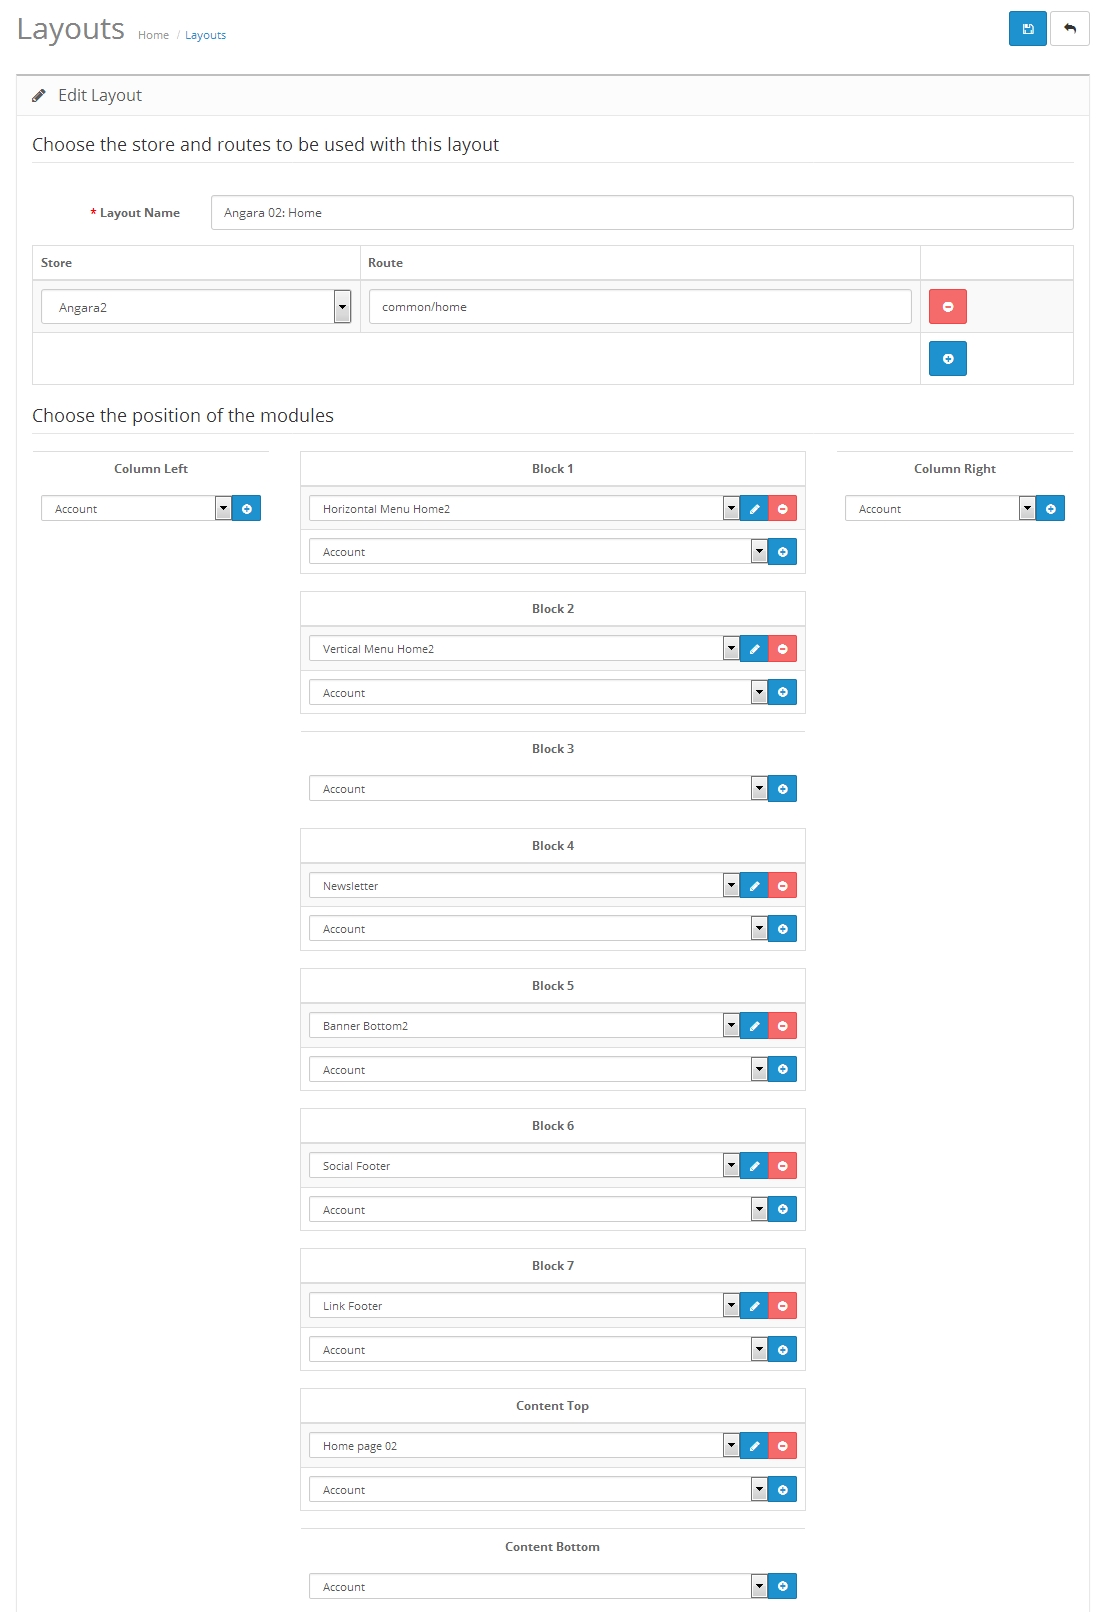 Layouts Home / Layouts
Edit Layout
Choose the store and routes to be used with this layout
* Layout Name Angara 02: Home
Store Route
Angara2 common/home
Choose the position of the modules
Column Left Block 1 Column Right
Account Horizontal Menu Home2 Account
Account
Block 2
Vertical Menu Home2
Account
Block 3
Account
Block 4
Newsletter
Account
Block 5
Banner Bottom2
Account
Block 6
Social Footer
Account
Block 7
Link Footer
Account
Content Top
Home page 02
Account
Content Bottom
Account